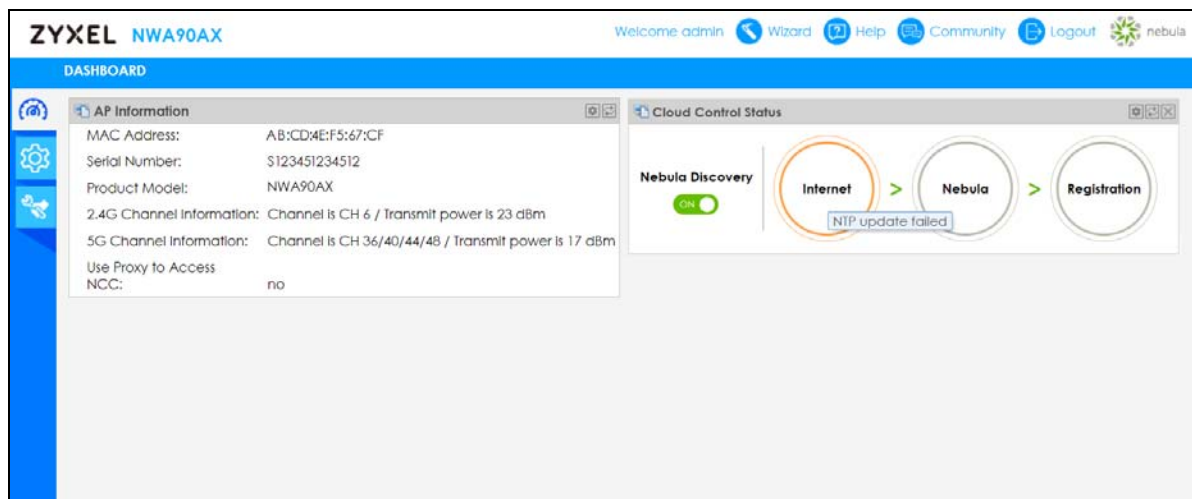 ZYXEL NWA90AX
Welcome admin Wizard Help Community Logout nebula
DASHBOARD
AP Information
MAC Address: AB:CD:4E:F5:67:CF
Serial Number: S123451234512
Product Model: NWA90AX
2.4G Channel Information: Channel is CH 6 / Transmit power is 23 dBm
5G Channel Information: Channel is CH 36/40/44/48 / Transmit power is 17 dBm
Use Proxy to Access
NCC: no
Cloud Control Status
Nebula Discovery
ON
Internet > Nebula > Registration
NTP update failed